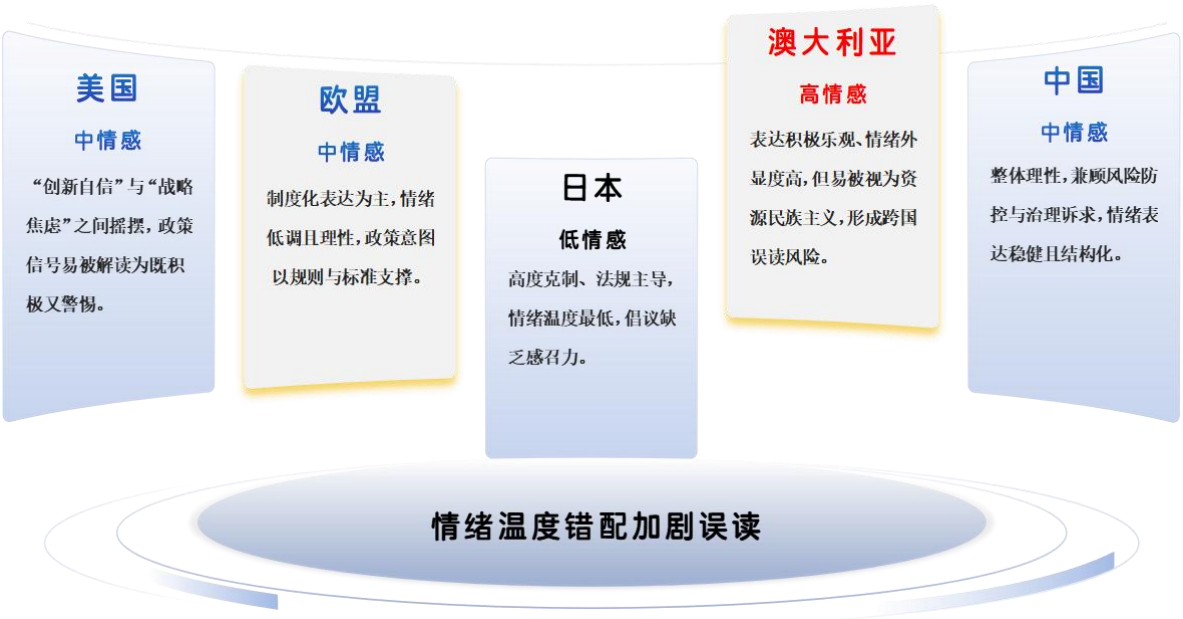 美国
中情感
“创新自信”与“战略
焦虑”之间摇摆，政策
信号易被解读为既积
极又警惕。
欧盟
中情感
制度化表达为主，情绪
低调且理性，政策意图
以规则与标准支撑。
日本
低情感
高度克制、法规主导，
情绪温度最低，倡议缺
乏感召力。
澳大利亚
高情感
表达积极乐观、情绪外
显度高，但易被视为资
源民族主义，形成跨国
误读风险。
中国
中情感
整体理性，兼顾风险防
控与治理诉求，情绪表
达稳健且结构化。
情绪温度错配加剧误读